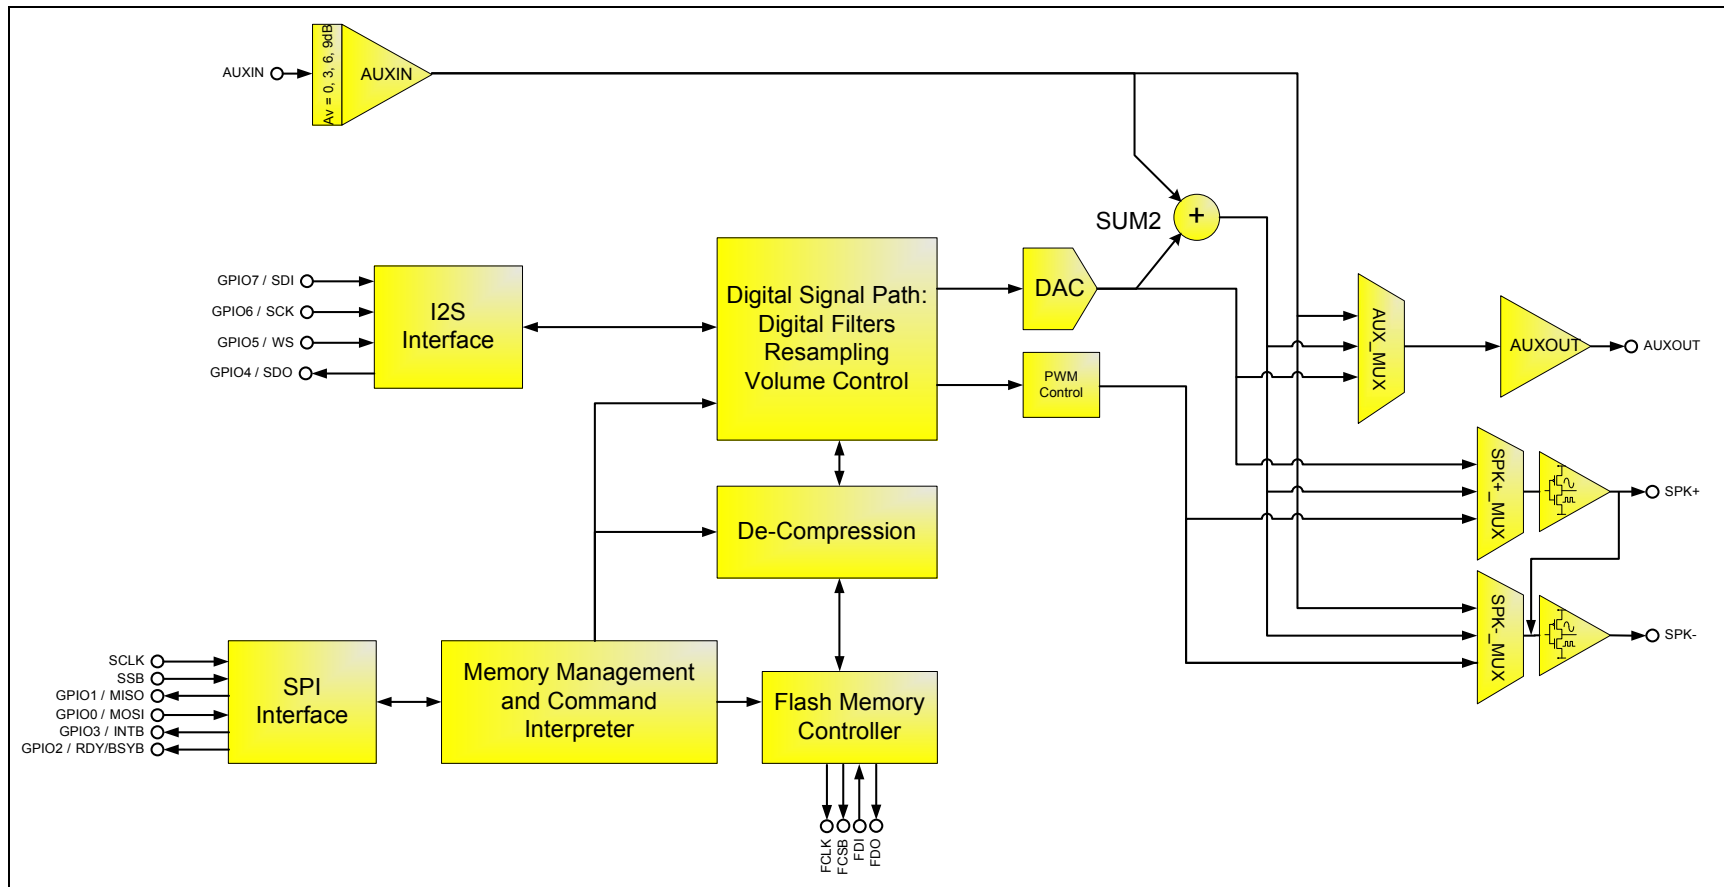 Av = 0, 3, 6, 9dB
AUXIN
AUXIN
SUM2
+
GPIO7 / SDI
GPIO6 / SCK
GPIO5 / WS
GPIO4 / SDO
I2S
Interface
Digital Signal Path:
Digital Filters
Resampling
Volume Control
DAC
PWM
Control
AUX_MUX
AUXOUT
AUXOUT
SPK+_MUX
SPK+
De-Compression
SPK-_MUX
SPK-
SCLK
SSB
GPIO1 / MISO
GPIO0 / MOSI
GPIO3 / INTB
GPIO2 / RDY/BSYB
SPI
Interface
Memory Management
and Command
Interpreter
Flash Memory
Controller
FCLK
FCSB
FDI
FDO